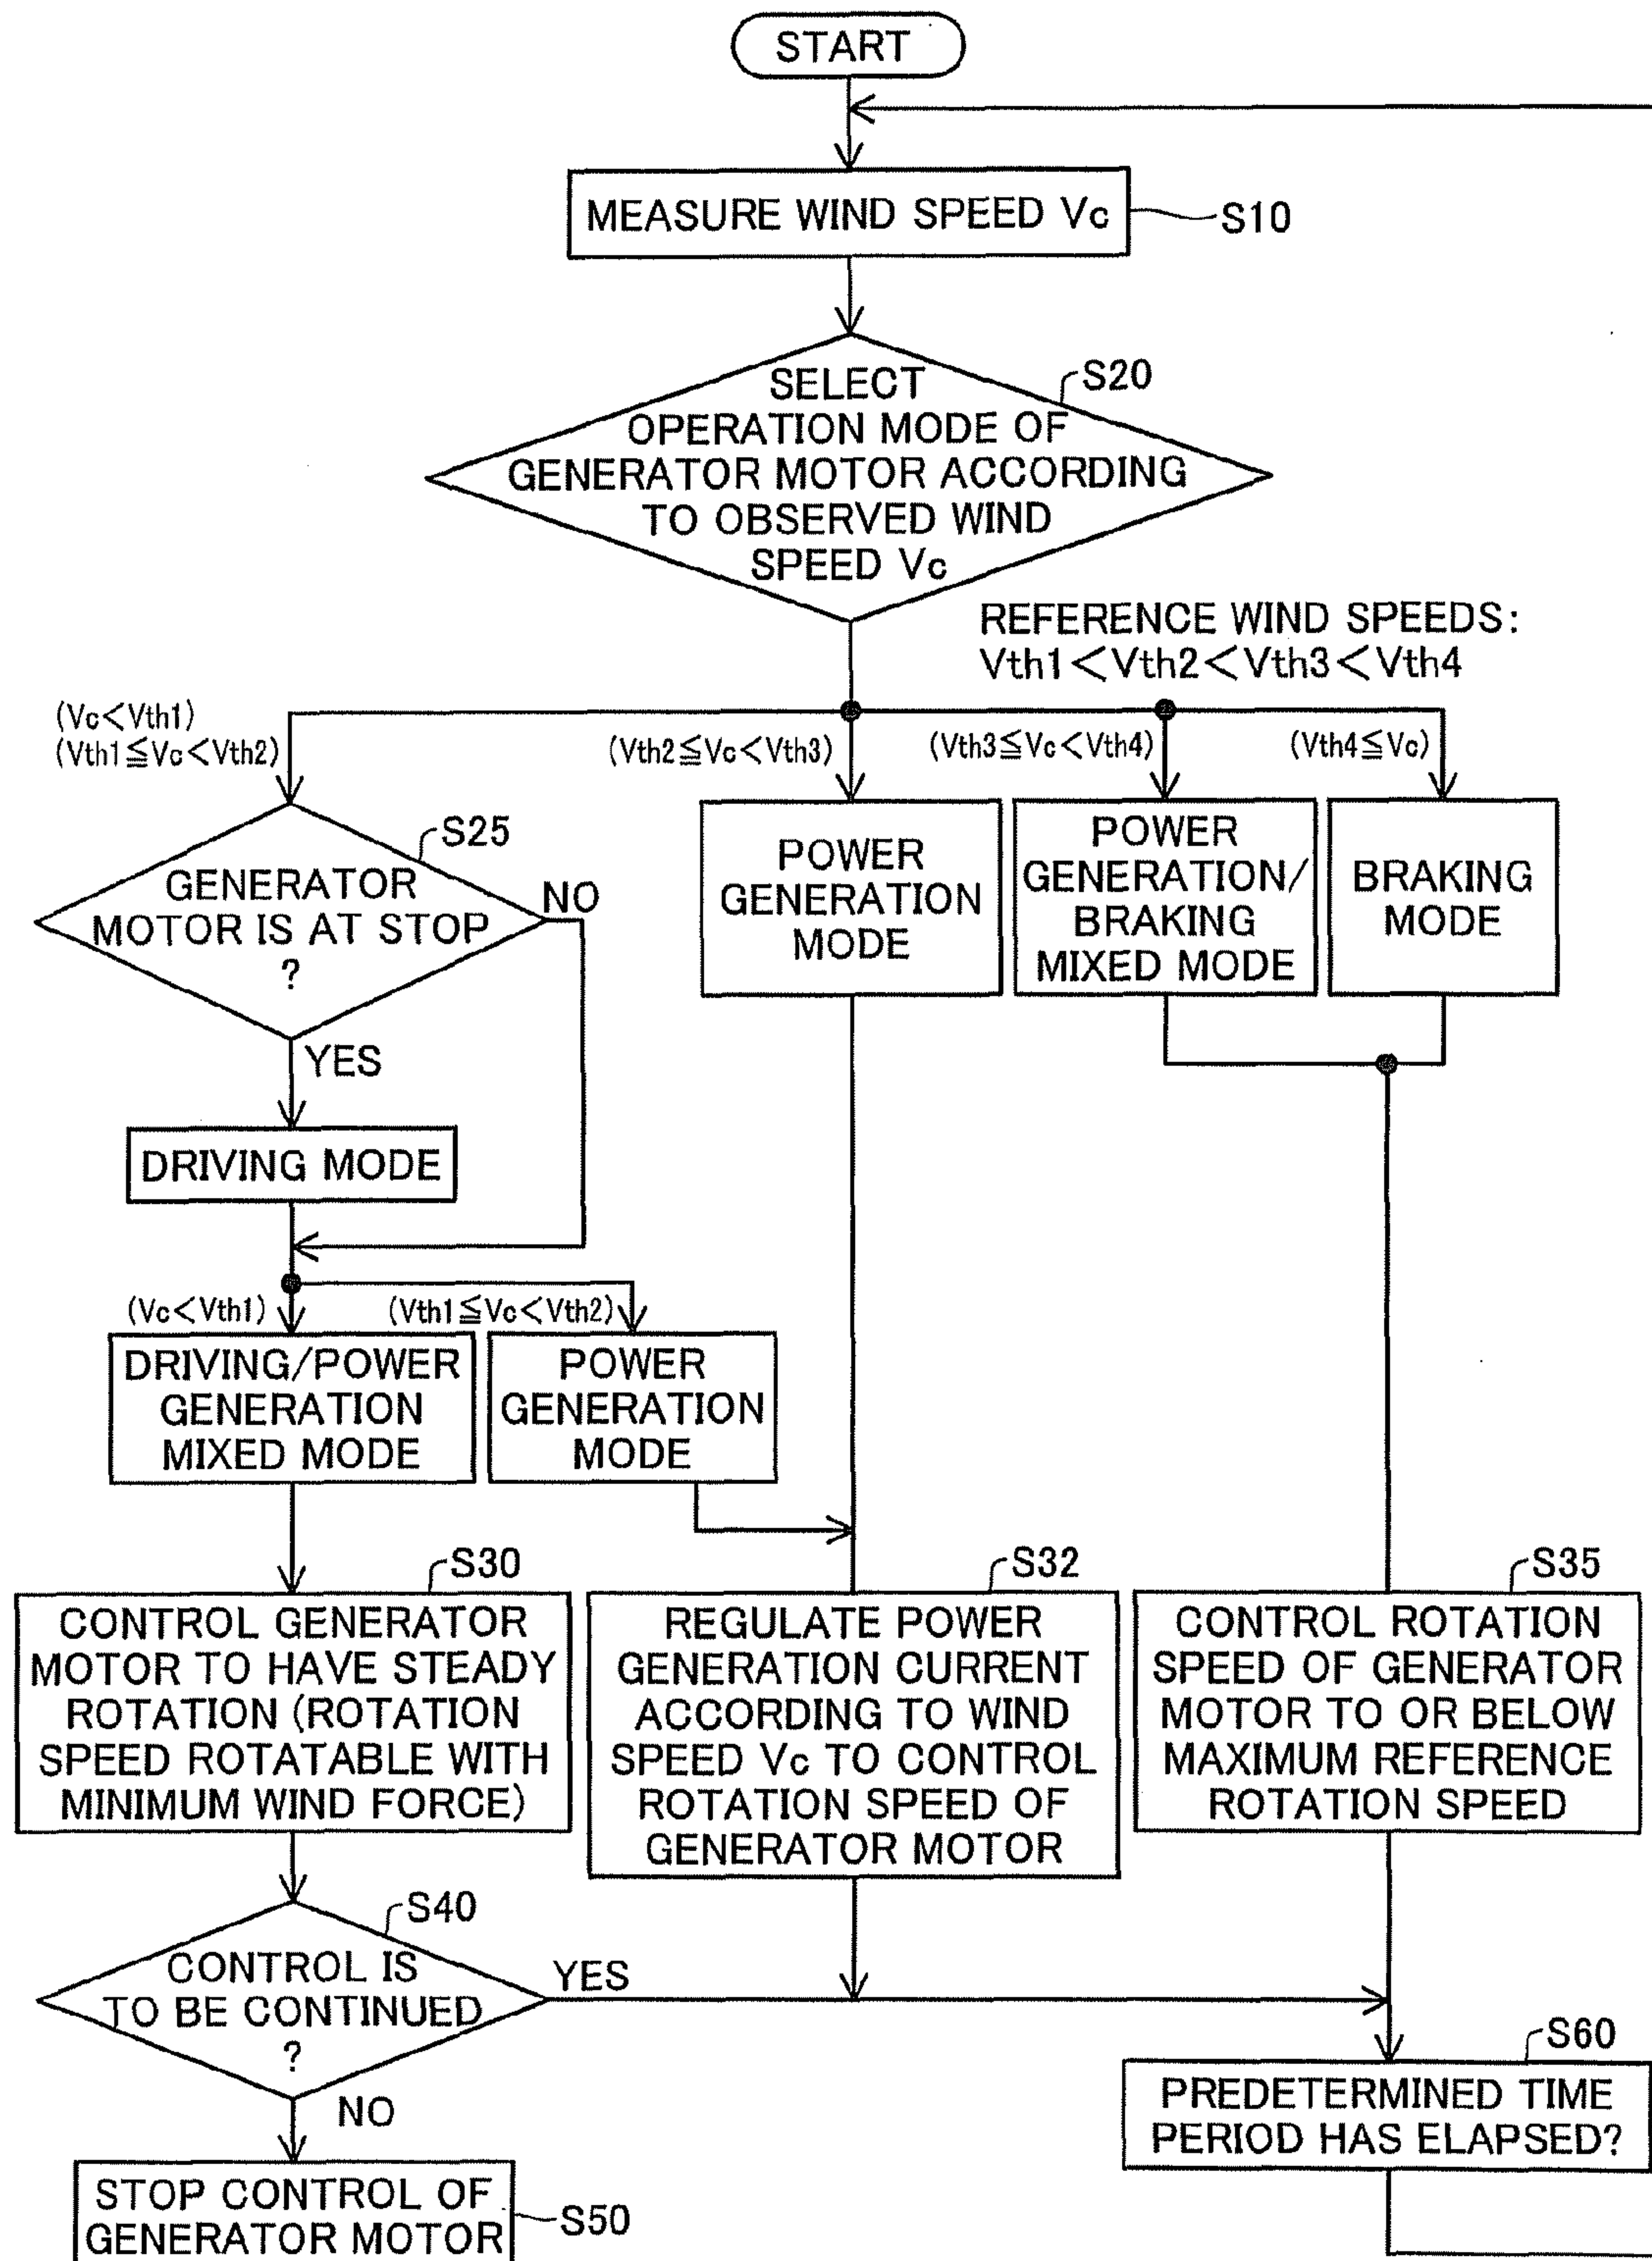 START
MEASURE WIND SPEED Vc
S10
S20
SELECT
OPERATION MODE OF
GENERATOR MOTOR ACCORDING
TO OBSERVED WIND
SPEED Vc
REFERENCE WIND SPEEDS:
Vth1<Vth2<Vth3<Vth4
(Vc<Vth1)
(Vth1≦Vc<Vth2)
(Vth2≦Vc<Vth3)
(Vth3≦Vc<Vth4)
(Vth4≦Vc)
S25
GENERATOR
MOTOR IS AT STOP
?
NO
YES
POWER
GENERATION
MODE
POWER
GENERATION/
BRAKING
MIXED MODE
BRAKING
MODE
DRIVING MODE
(Vc<Vth1)
(Vth1≦Vc<Vth2)
DRIVING/POWER
GENERATION
MIXED MODE
POWER
GENERATION
MODE
S30
CONTROL GENERATOR
MOTOR TO HAVE STEADY
ROTATION (ROTATION
SPEED ROTATABLE WITH
MINIMUM WIND FORCE)
S32
REGULATE POWER
GENERATION CURRENT
ACCORDING TO WIND
SPEED Vc TO CONTROL
ROTATION SPEED OF
GENERATOR MOTOR
S35
CONTROL ROTATION
SPEED OF GENERATOR
MOTOR TO OR BELOW
MAXIMUM REFERENCE
ROTATION SPEED
S40
CONTROL IS
TO BE CONTINUED
?
YES
NO
S60
PREDETERMINED TIME
PERIOD HAS ELAPSED?
STOP CONTROL OF
GENERATOR MOTOR
S50